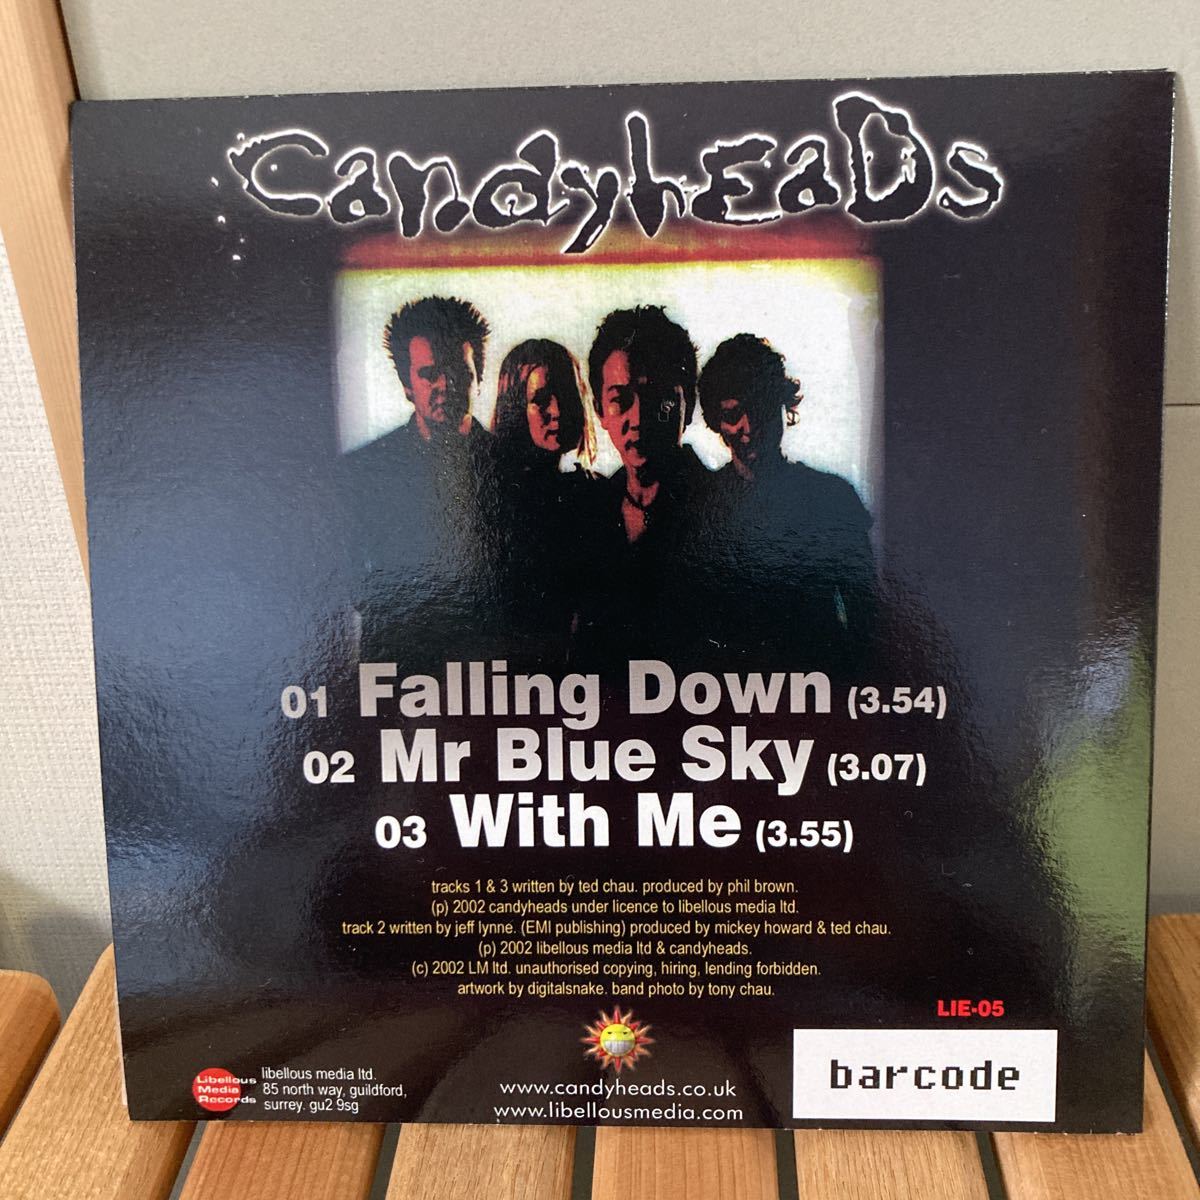 CandyhEaDs
01 Falling Down (3.54)
02 Mr Blue Sky (3.07)
03 With Me (3.55)
tracks 1 & 3 written by ted chau. produced by phil brown.
(p) 2002 candyheads under licence to libellous media ltd.
track 2 written by jeff lynne. (EMI publishing) produced by mickey howard & ted chau.
(p) 2002 libellous media ltd & candyheads.
(c) 2002 LM ltd. unauthorised copying, hiring, lending forbidden.
artwork by digitalsnake. band photo by tony chau.
LIE-05
barcode
Libellous
Media
Records
libellous media ltd.
85 north way, guildford,
surrey. gu2 9sg
www.candyheads.co.uk
www.libellousmedia.com